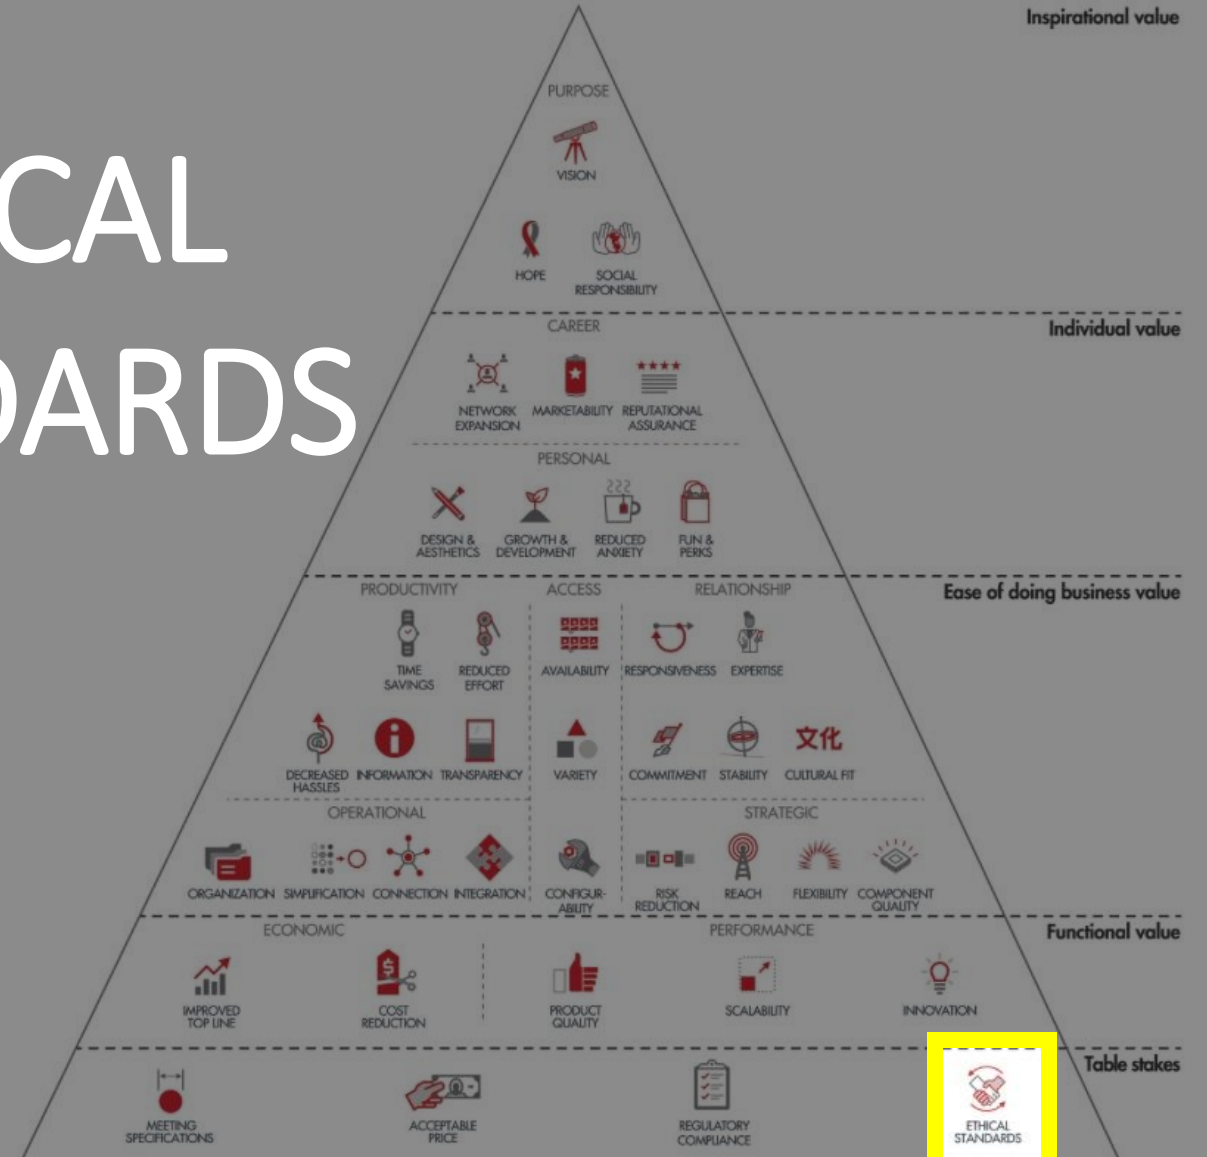 Inspirational value
PURPOSE
VISION
HOPE
SOCIAL
RESPONSIBILITY
CAL
DARDS
Individual value
CAREER
NETWORK
EXPANSION
MARKETABILITY
REPUTATIONAL
ASSURANCE
PERSONAL
DESIGN &
AESTHETICS
GROWTH &
DEVELOPMENT
REDUCED
ANXIETY
FUN &
PERKS
Ease of doing business value
PRODUCTIVITY
ACCESS
RELATIONSHIP
TIME
SAVINGS
REDUCED
EFFORT
AVAILABILITY
RESPONSIVENESS
EXPERTISE
DECREASED
HASSLES
INFORMATION
TRANSPARENCY
VARIETY
COMMITMENT
STABILITY
文化
CULTURAL FIT
OPERATIONAL
STRATEGIC
ORGANIZATION
SIMPLIFICATION
CONNECTION
INTEGRATION
CONFIGUR-
ABILITY
RISK
REDUCTION
REACH
FLEXIBILITY
COMPONENT
QUALITY
Functional value
ECONOMIC
PERFORMANCE
IMPROVED
TOP LINE
$
COST
REDUCTION
PRODUCT
QUALITY
SCALABILITY
INNOVATION
Table stakes
MEETING
SPECIFICATIONS
ACCEPTABLE
PRICE
REGULATORY
COMPLIANCE
ETHICAL
STANDARDS